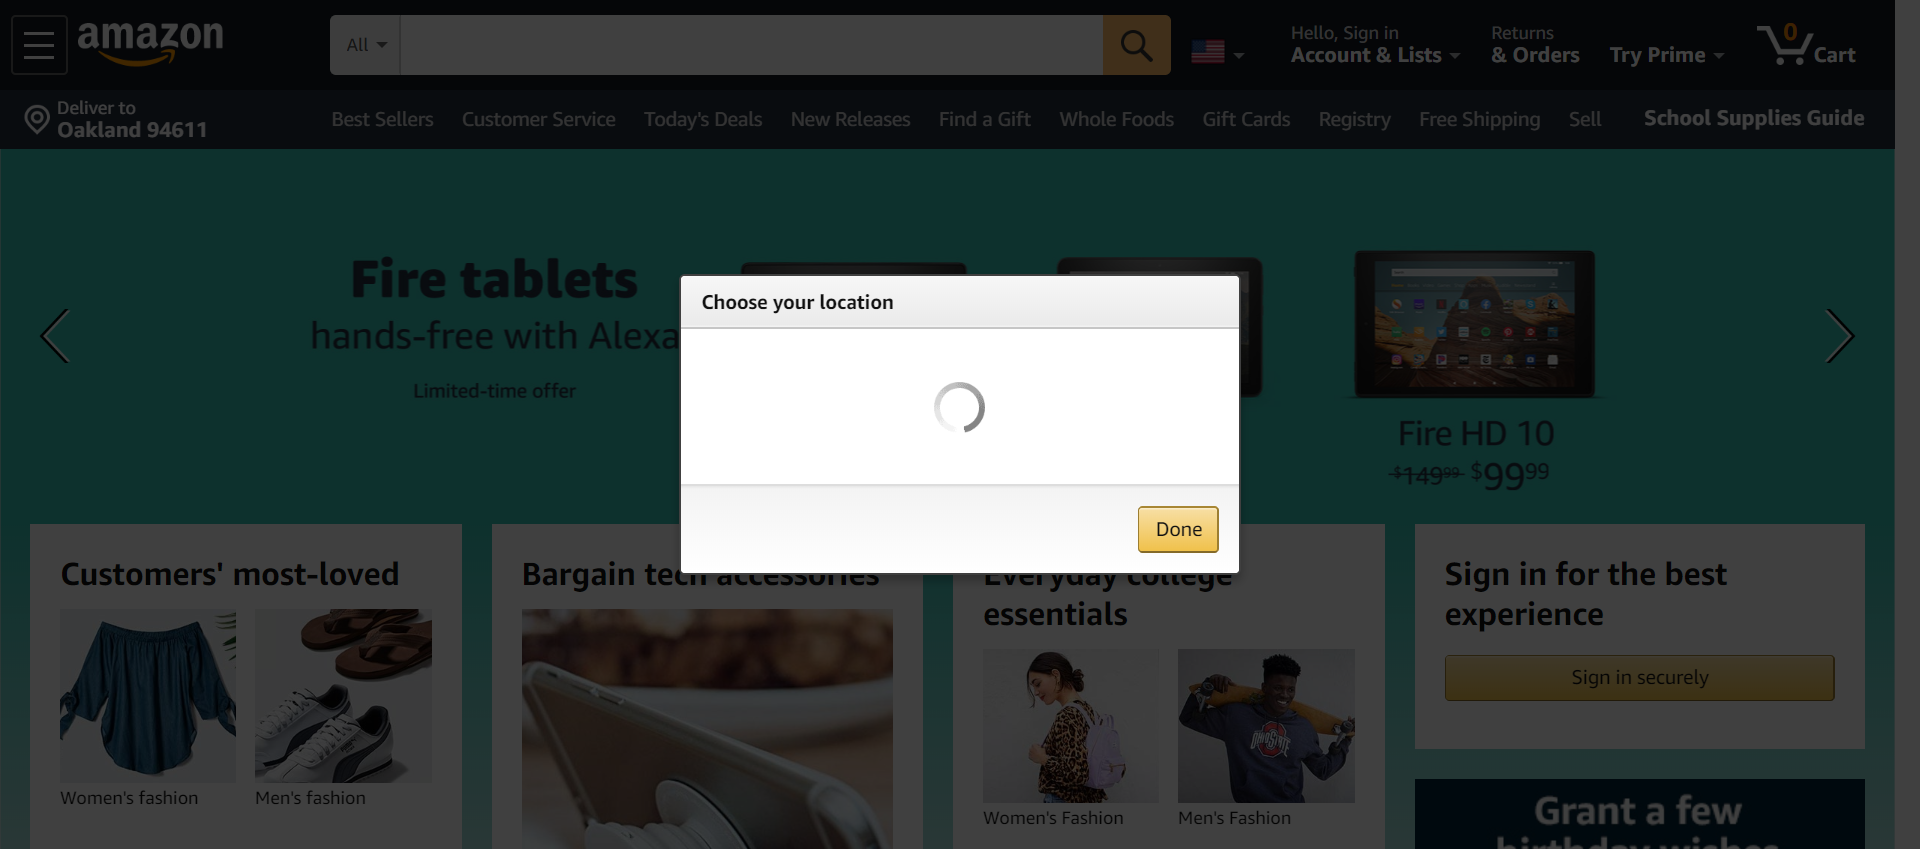 amazon
All
Hello, Sign in
Account & Lists
Returns
& Orders
Try Prime
0
Cart
Deliver to
Oakland 94611
Best Sellers
Customer Service
Today's Deals
New Releases
Find a Gift
Whole Foods
Gift Cards
Registry
Free Shipping
Sell
School Supplies Guide
Fire tablets
hands-free with Alexa
Limited-time offer
Choose your location
Done
Fire HD 10
$149.99 $99.99
Customers' most-loved
Women's fashion
Men's fashion
Bargain tech accessories
Everyday college
essentials
OHIO STATE
Women's Fashion
Men's Fashion
Sign in for the best
experience
Sign in securely
Grant a few
birthday wishes